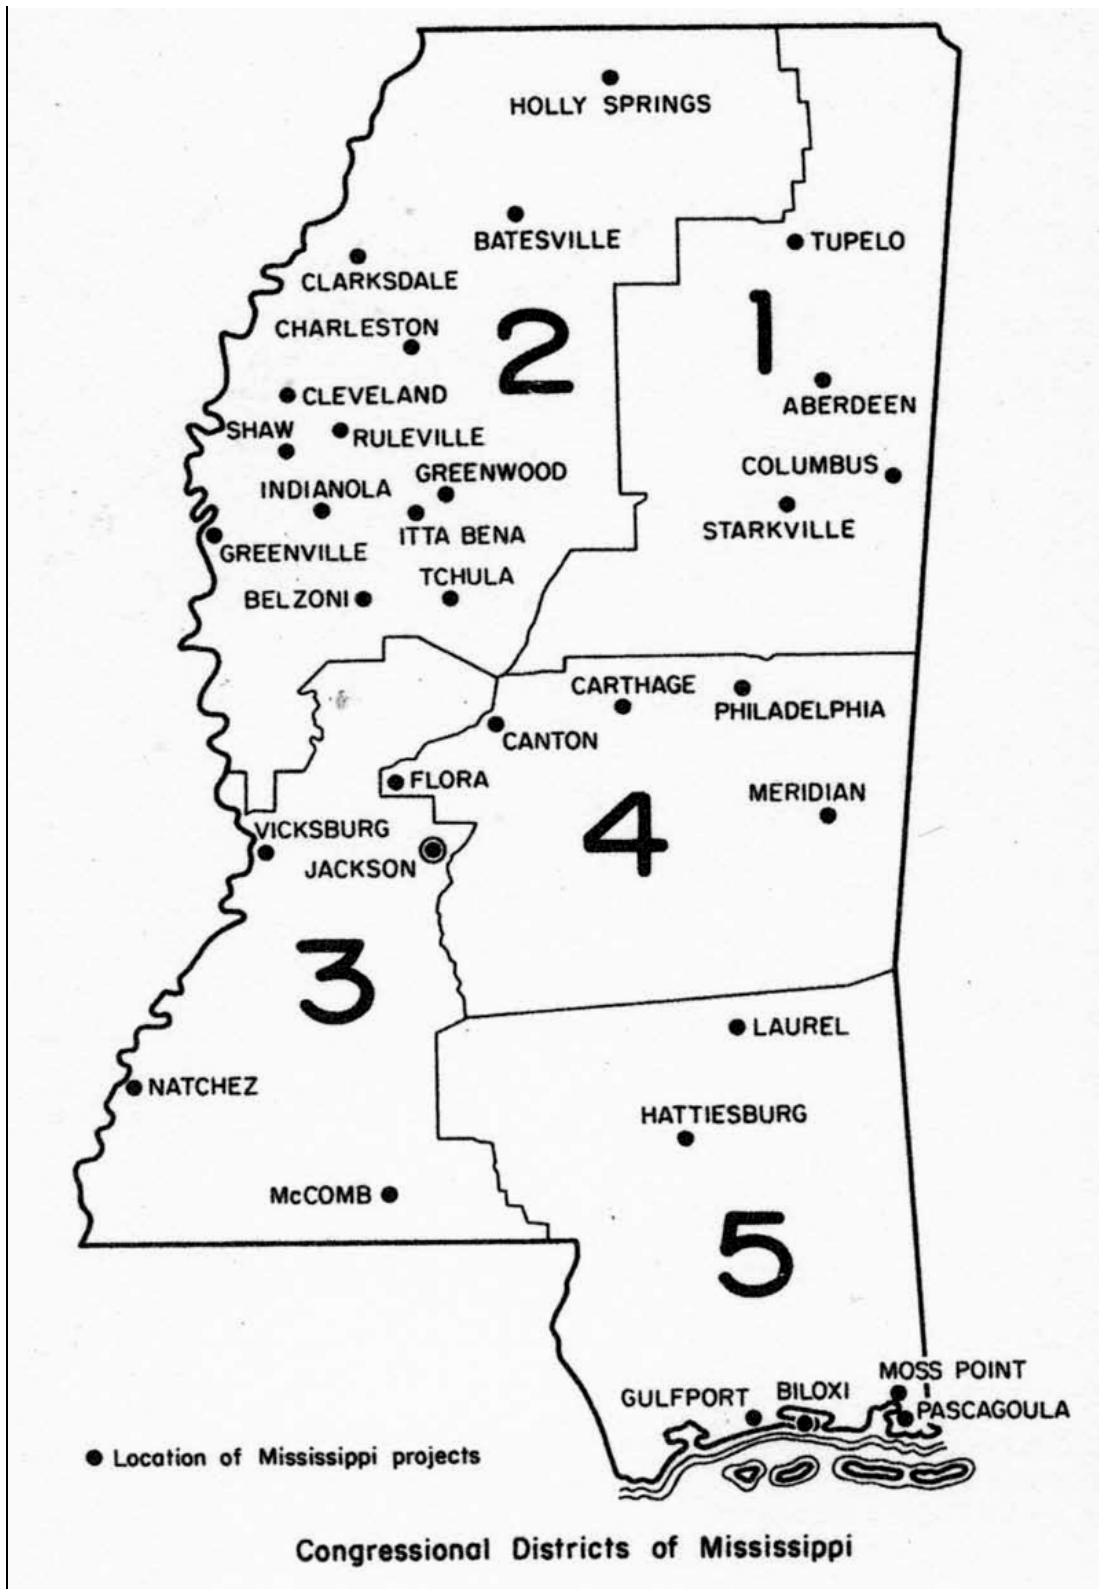 HOLLY SPRINGS
BATESVILLE
TUPELO
CLARKSDALE
CHARLESTON
2
1
ABERDEEN
CLEVELAND
SHAW
RULEVILLE
COLUMBUS
GREENWOOD
INDIANOLA
ITTA BENA
STARKVILLE
GREENVILLE
TCHULA
BELZONI
CARTHAGE
PHILADELPHIA
CANTON
FLORA
MERIDIAN
4
VICKSBURG
JACKSON
3
LAUREL
NATCHEZ
HATTIESBURG
McCOMB
5
MOSS POINT
GULFPORT
BILOXI
PASCAGOULA
Location of Mississippi projects
Congressional Districts of Mississippi